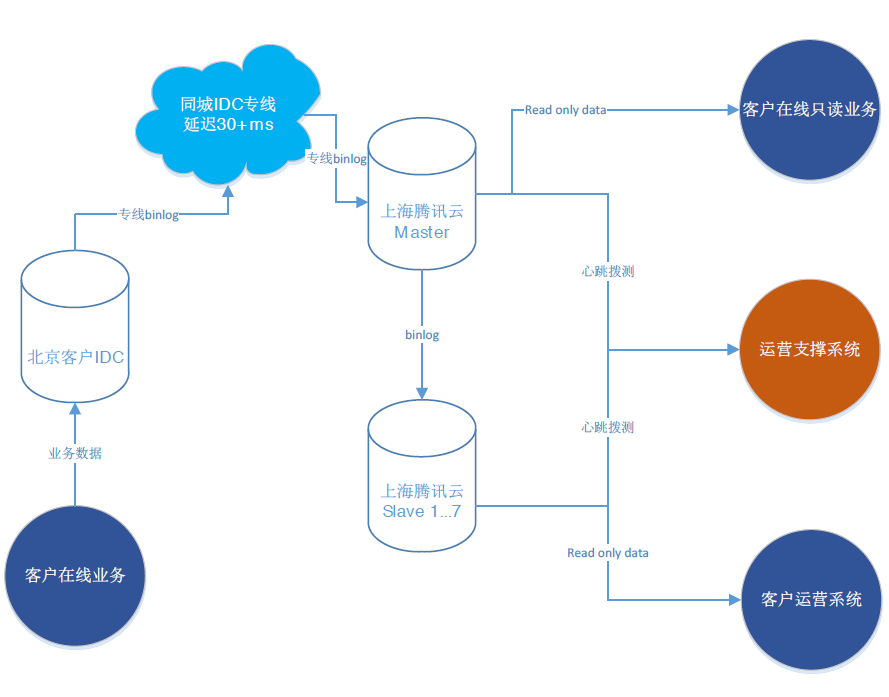 同城IDC专线
延迟30+ms
客户在线只读业务
Read only data
专线binlog
上海腾讯云
Master
专线binlog
心跳拨测
binlog
运营支撑系统
北京客户IDC
心跳拨测
业务数据
上海腾讯云
Slave 1...7
Read only data
客户在线业务
客户运营系统